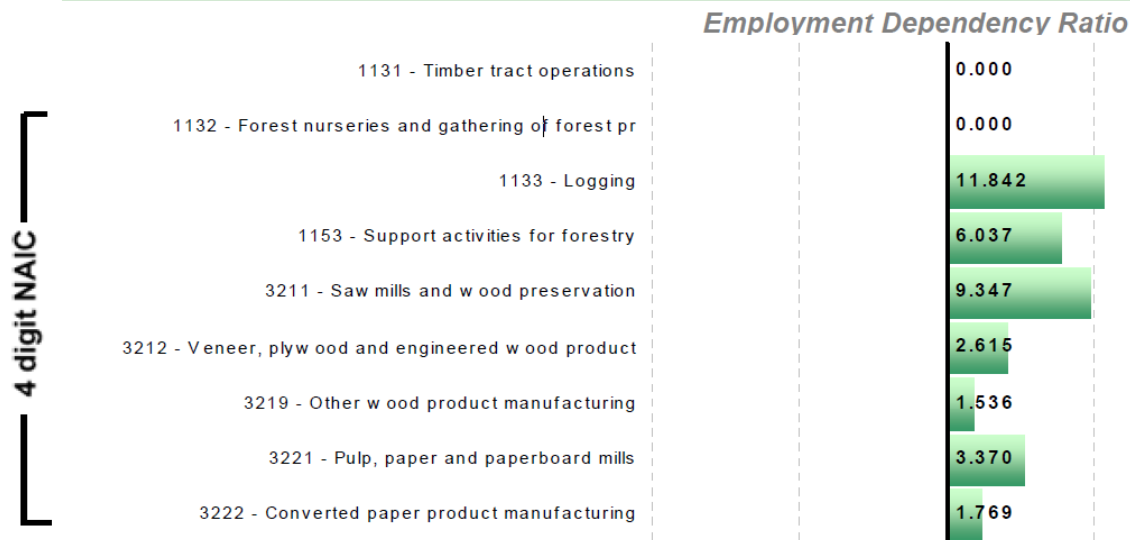 Employment Dependency Ratio
1131 - Timber tract operations 0.000
1132 - Forest nurseries and gathering of forest pr 0.000
1133 - Logging 11.842
1153 - Support activities for forestry 6.037
3211 - Saw mills and w ood preservation 9.347
3212 - V eneer, plyw ood and engineered w ood product 2.615
3219 - Other w ood product manufacturing 1.536
3221 - Pulp, paper and paperboard mills 3.370
3222 - Converted paper product manufacturing 1.769
4 digit NAIC